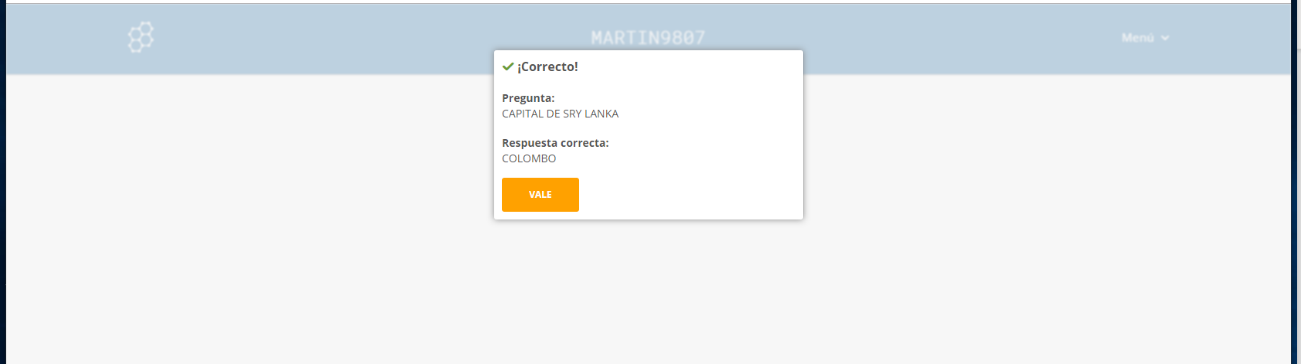 MARTIN9807
Menú
¡Correcto!
Pregunta:
CAPITAL DE SRY LANKA
Respuesta correcta:
COLOMBO
VALE